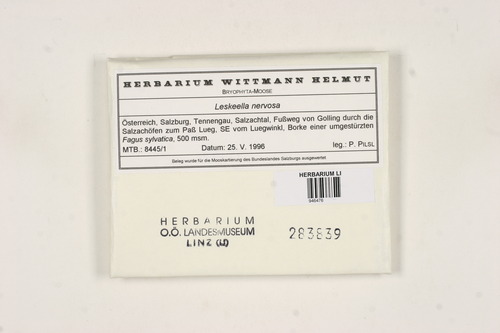 HERBARIUM WITTMANN HELMUT
BRYOPHYTA-MOOSE
Leskeella nervosa
Österreich, Salzburg, Tennengau, Salzachtal, Fußweg von Golling durch die
Salzachöfen zum Paß Lueg, SE vom Luegwinkl, Borke einer umgestürzten
Fagus sylvatica, 500 msm.
MTB.: 8445/1 Datum: 25. V. 1996 leg.: P. PILSL
Beleg wurde für die Mooskartierung des Bundeslandes Salzburgs ausgewertet
HERBARIUM LI
HERBARIUM
O.Ö. LANDESMUSEUM
LINZ (LI)
283839